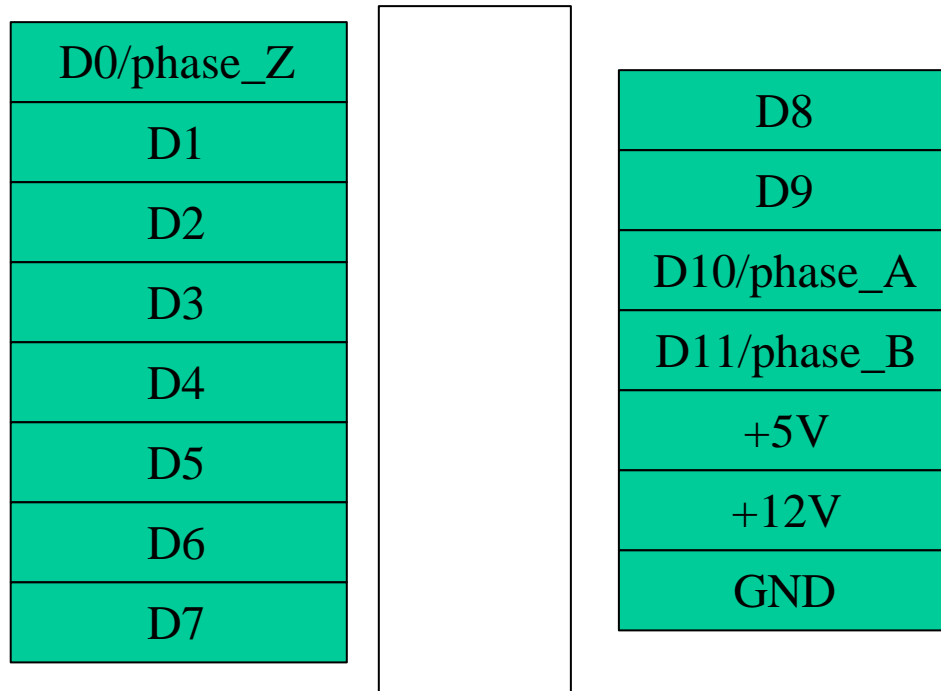 D0/phase_Z
D1
D2
D3
D4
D5
D6
D7
D8
D9
D10/phase_A
D11/phase_B
+5V
+12V
GND